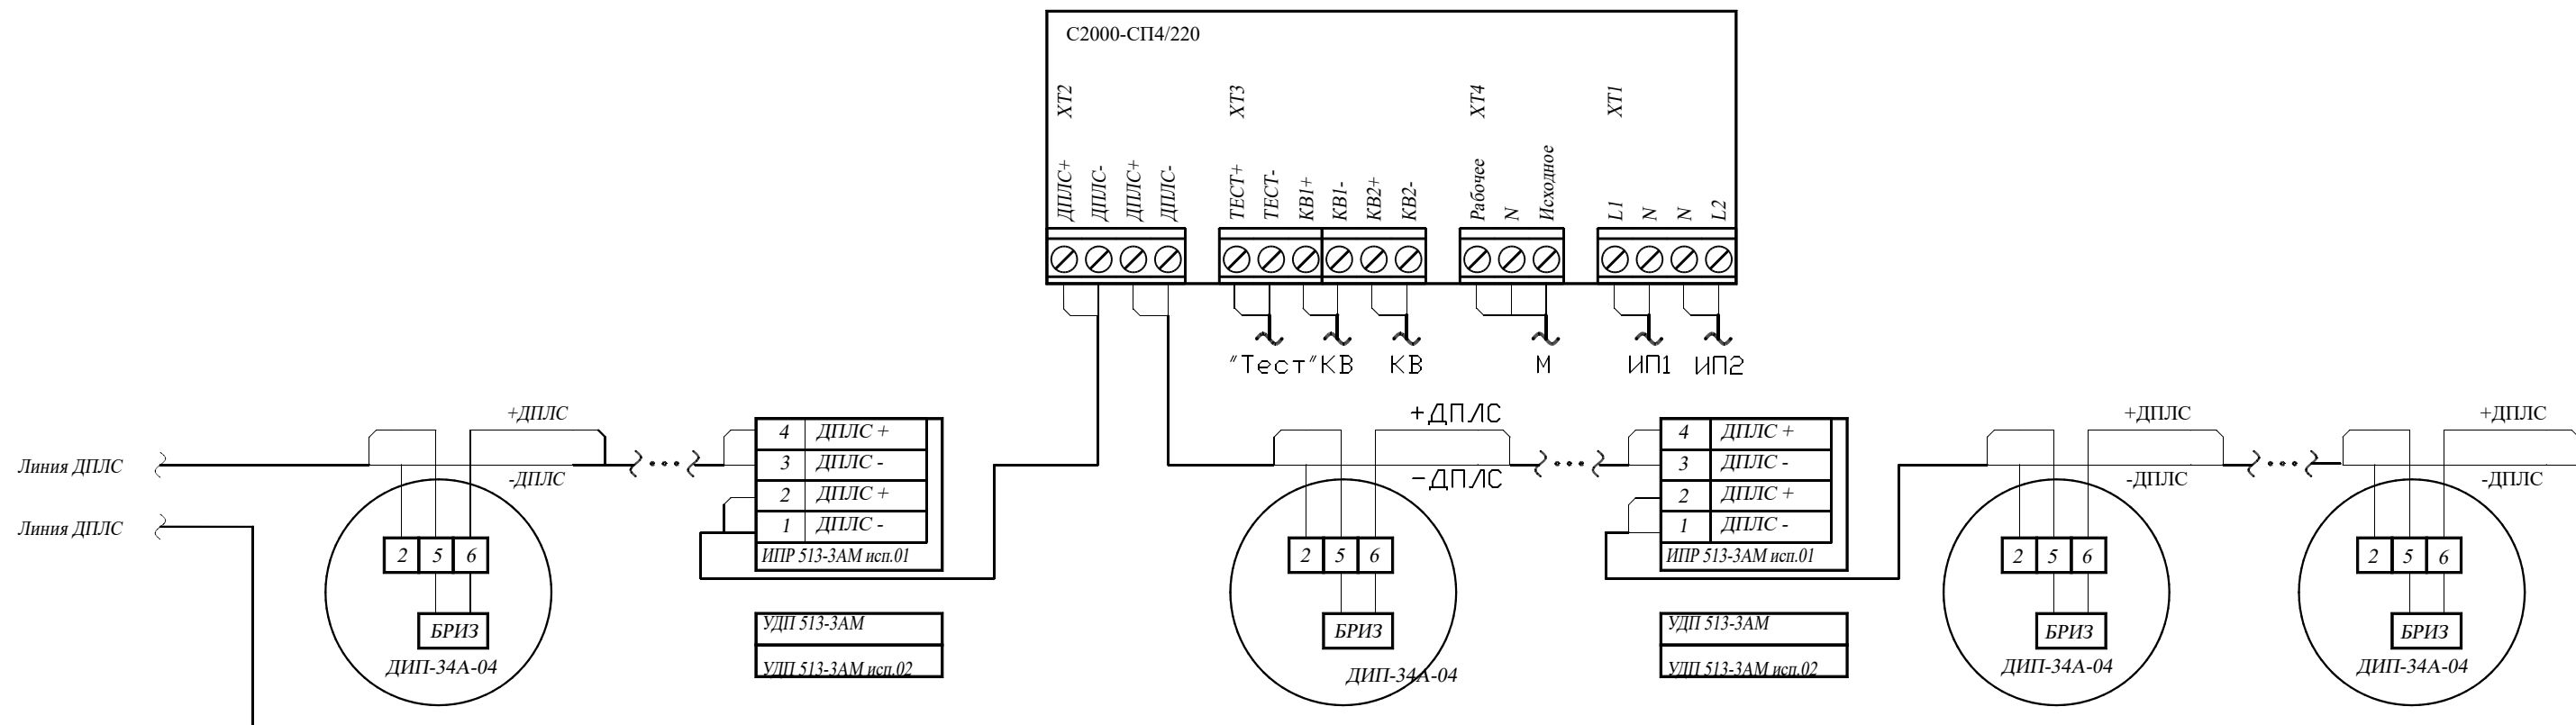 С2000-СП4/220
ХТ2
ХТ3
ХТ4
ХТ1
ДПЛС+
ДПЛС-
ДПЛС+
ДПЛС-
ТЕСТ+
ТЕСТ-
КВ1+
КВ1-
КВ2+
КВ2-
Рабочее
N
Исходное
L1
N
N
L2
"Тест"
КВ
КВ
М
ИП1
ИП2
Линия ДПЛС
Линия ДПЛС
+ДПЛС
-ДПЛС
2 5 6
БРИЗ
ДИП-34А-04
4 ДПЛС +
3 ДПЛС -
2 ДПЛС +
1 ДПЛС -
ИПР 513-3АМ исп.01
УДП 513-3АМ
УДП 513-3АМ исп.02
+ДПЛС
-ДПЛС
2 5 6
БРИЗ
ДИП-34А-04
4 ДПЛС +
3 ДПЛС -
2 ДПЛС +
1 ДПЛС -
ИПР 513-3АМ исп.01
УДП 513-3АМ
УДП 513-3АМ исп.02
+ДПЛС
-ДПЛС
2 5 6
БРИЗ
ДИП-34А-04
+ДПЛС
-ДПЛС
2 5 6
БРИЗ
ДИП-34А-04